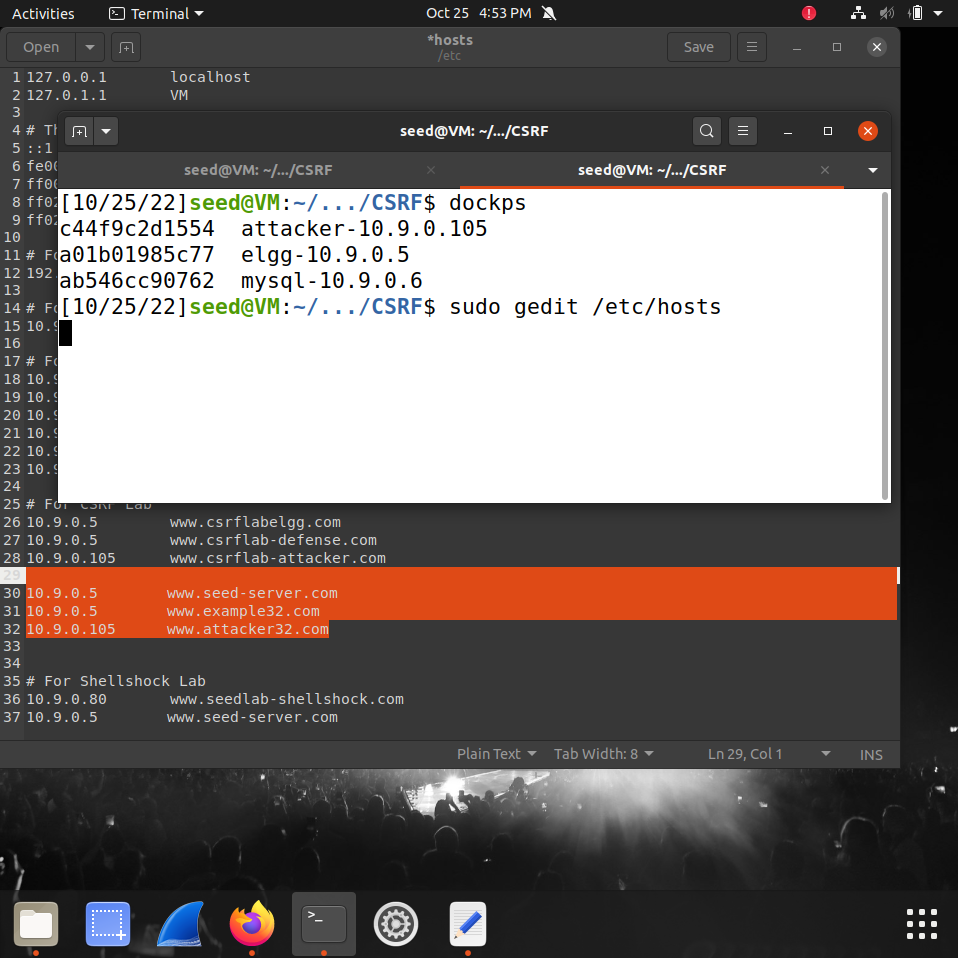 Activities Terminal Oct 25 4:53 PM
Open *hosts Save
/etc
1 127.0.0.1 localhost
2 127.0.1.1 VM
3
4 # Th
5 ::1
6 fe00
7 ff00
8 ff02
9 ff02
10
11 # Fo
12 192.
13
14 # Fo
15 10.9
16
17 # Fo
18 10.9
19 10.9
20 10.9
21 10.9
22 10.9
23 10.9
24
seed@VM: ~/.../CSRF
seed@VM: ~/.../CSRF seed@VM: ~/.../CSRF
[10/25/22]seed@VM:~/.../CSRF$ dockps
c44f9c2d1554 attacker-10.9.0.105
a01b01985c77 elgg-10.9.0.5
ab546cc90762 mysql-10.9.0.6
[10/25/22]seed@VM:~/.../CSRF$ sudo gedit /etc/hosts
25 # For CSRF Lab
26 10.9.0.5 www.csrflabelgg.com
27 10.9.0.5 www.csrflab-defense.com
28 10.9.0.105 www.csrflab-attacker.com
29
30 10.9.0.5 www.seed-server.com
31 10.9.0.5 www.example32.com
32 10.9.0.105 www.attacker32.com
33
34
35 # For Shellshock Lab
36 10.9.0.80 www.seedlab-shellshock.com
37 10.9.0.5 www.seed-server.com
Plain Text Tab Width: 8 Ln 29, Col 1 INS